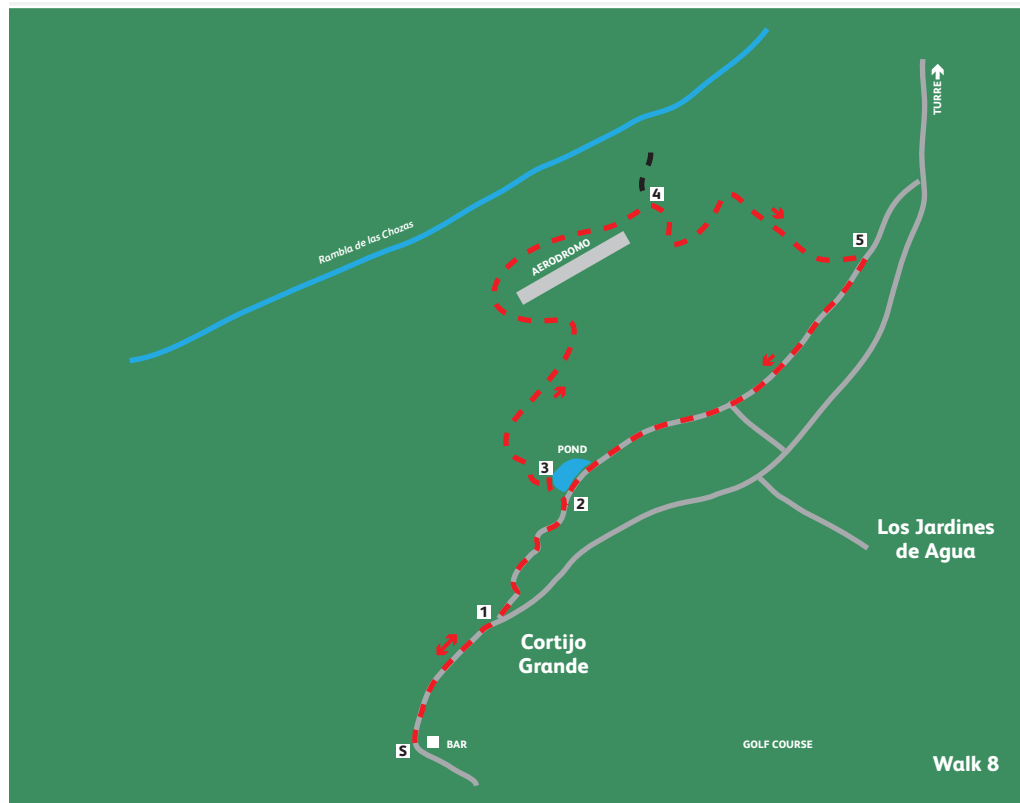 TURRE
4
Rambla de las Chozas
5
AERODROMO
POND
3
2
Los Jardines
de Agua
1
Cortijo
Grande
S
BAR
GOLF COURSE
Walk 8